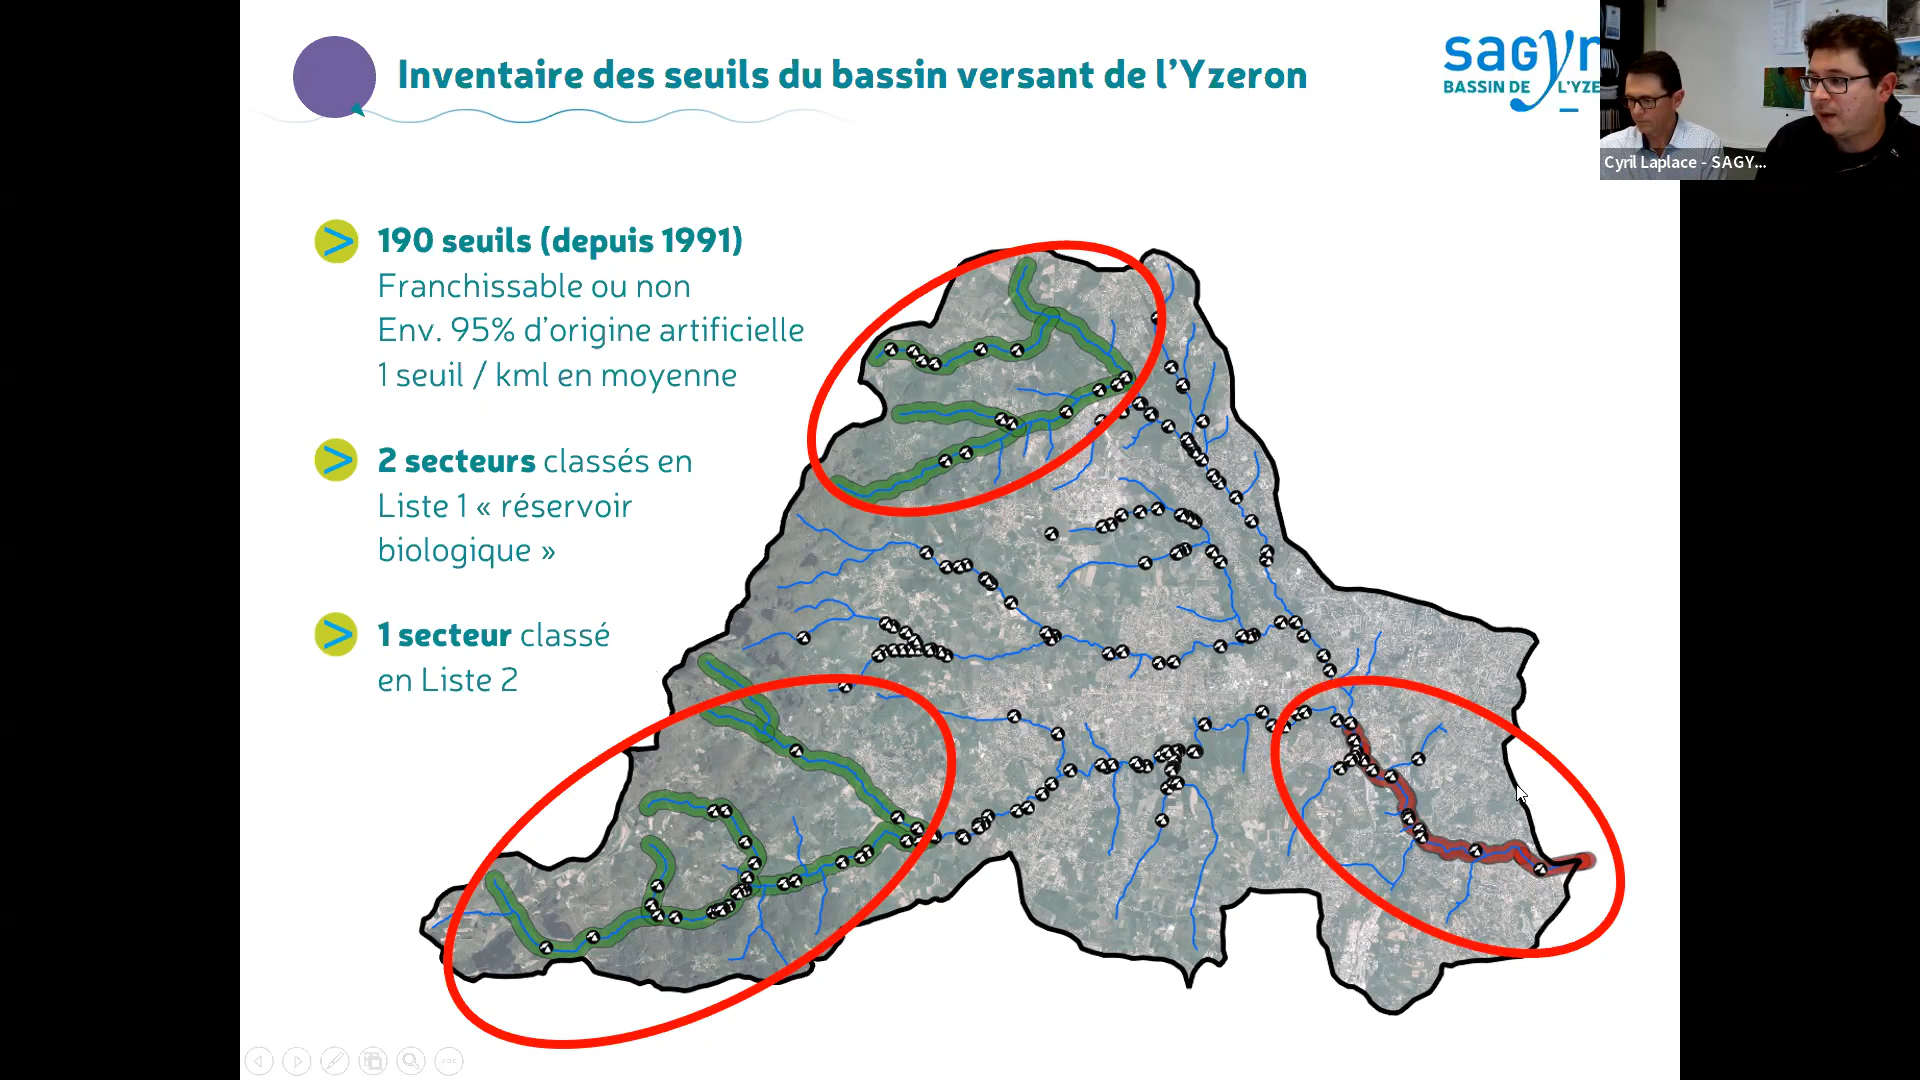 Inventaire des seuils du bassin versant de l'Yzeron
sagyr
BASSIN DE L'YZE
Cyril Laplace - SAGY...
190 seuils (depuis 1991)
Franchissable ou non
Env. 95% d'origine artificielle
1 seuil / kml en moyenne
2 secteurs classés en
Liste 1 « réservoir
biologique »
1 secteur classé
en Liste 2